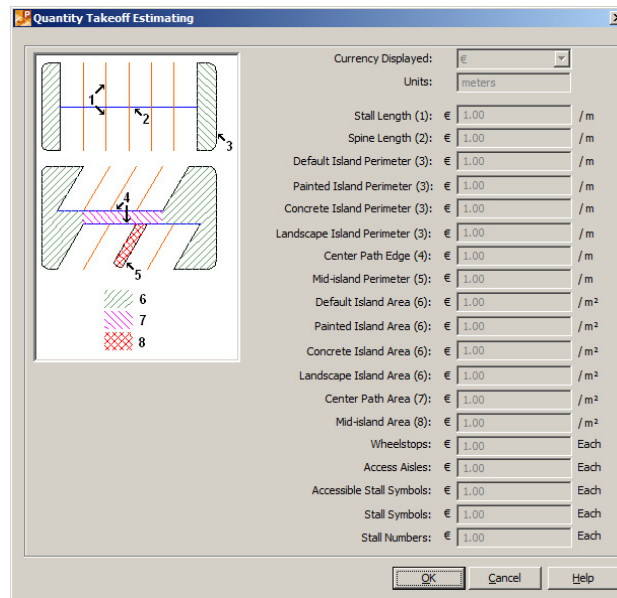 Quantity Takeoff Estimating
1
2
3
4
5
6
7
8
Currency Displayed: €
Units: meters
Stall Length (1): € 1.00 / m
Spine Length (2): € 1.00 / m
Default Island Perimeter (3): € 1.00 / m
Painted Island Perimeter (3): € 1.00 / m
Concrete Island Perimeter (3): € 1.00 / m
Landscape Island Perimeter (3): € 1.00 / m
Center Path Edge (4): € 1.00 / m
Mid-island Perimeter (5): € 1.00 / m
Default Island Area (6): € 1.00 / m²
Painted Island Area (6): € 1.00 / m²
Concrete Island Area (6): € 1.00 / m²
Landscape Island Area (6): € 1.00 / m²
Center Path Area (7): € 1.00 / m²
Mid-island Area (8): € 1.00 / m²
Wheelstops: € 1.00 Each
Access Aisles: € 1.00 Each
Accessible Stall Symbols: € 1.00 Each
Stall Symbols: € 1.00 Each
Stall Numbers: € 1.00 Each
OK Cancel Help